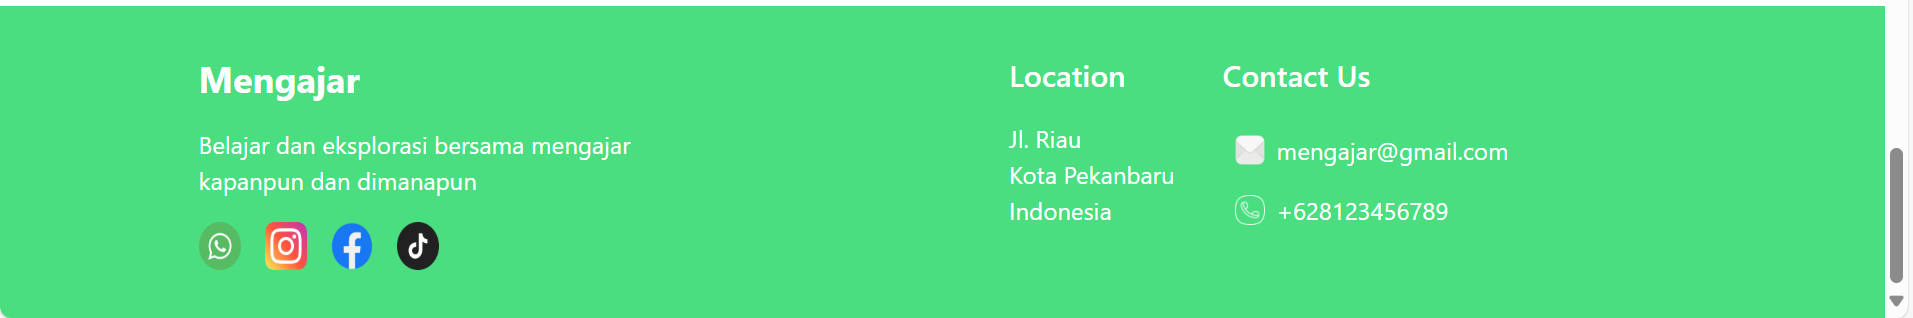 Mengajar
Belajar dan eksplorasi bersama mengajar
kapanpun dan dimanapun
Location
Jl. Riau
Kota Pekanbaru
Indonesia
Contact Us
mengajar@gmail.com
+628123456789